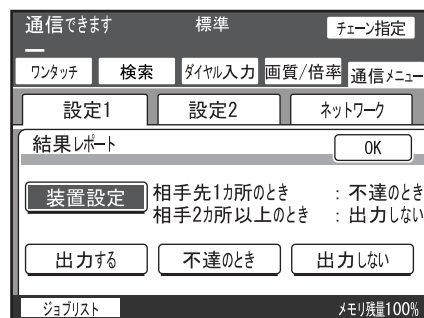 通信できます 標準 チェーン指定
ワンタッチ 検索 ダイヤル入力 画質/倍率 通信メニュー
設定1 設定2 ネットワーク
結果レポート OK
装置設定 相手先1カ所のとき : 不達のとき
相手2カ所以上のとき : 出力しない
出力する 不達のとき 出力しない
ジョブリスト メモリ残量100%